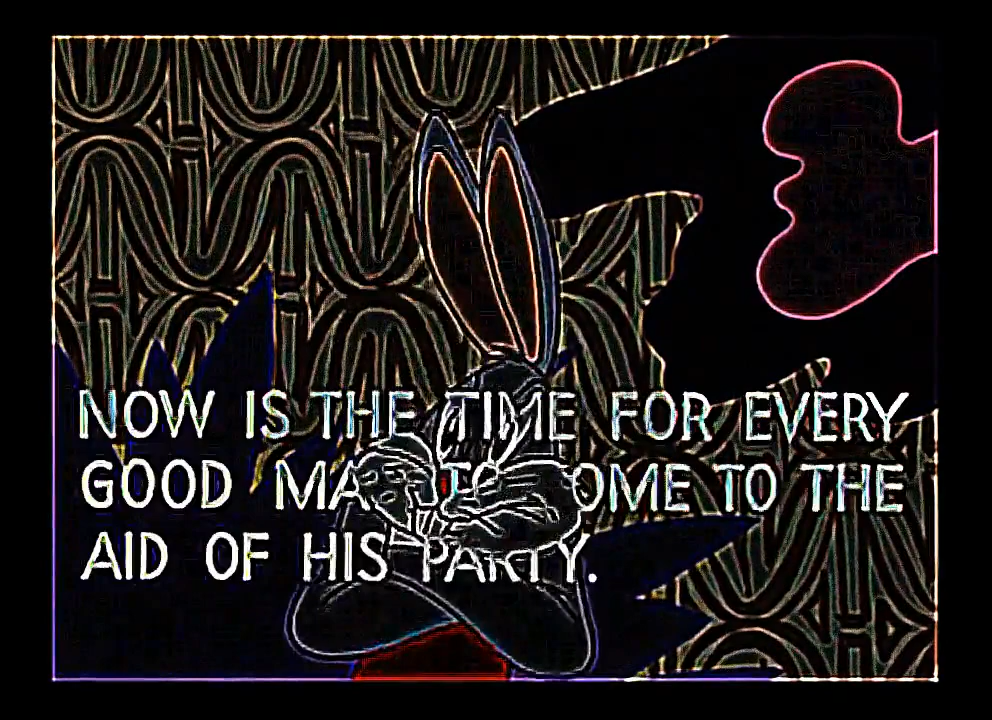 NOW IS THE TIME FOR EVERY
GOOD TO THE
AID OF HIS PARTY.